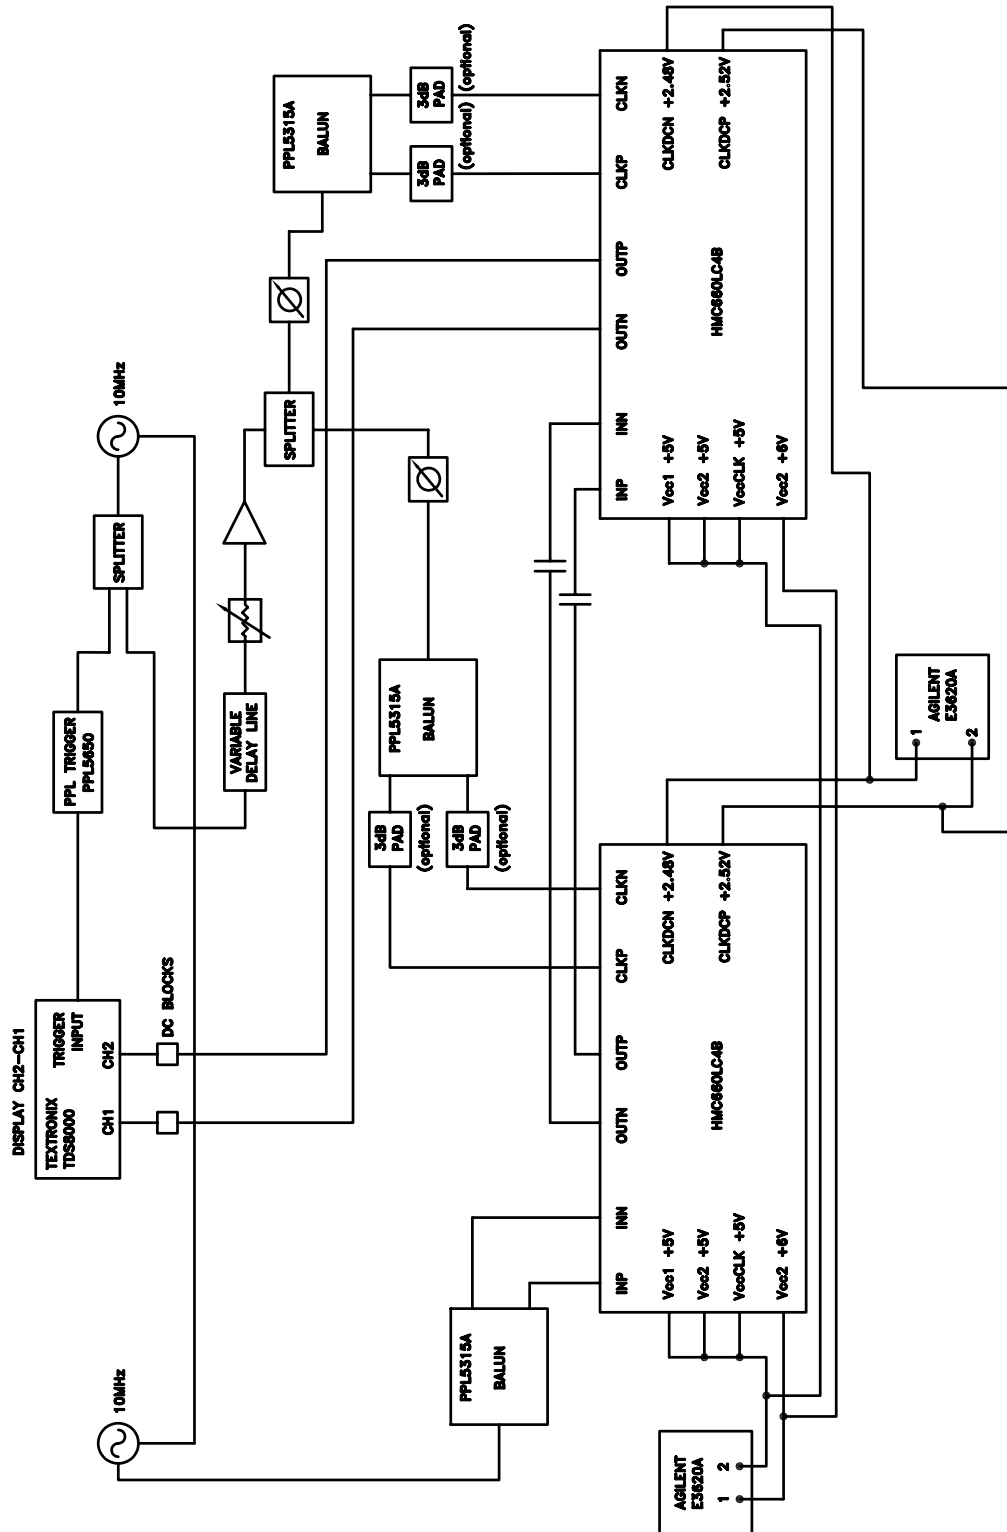 DISPLAY CH2-CH1
TEXTRONIX
TDS8000
TRIGGER
INPUT
CH1
CH2
DC BLOCKS
PPL TRIGGER
PPL5650
SPLITTER
10MHz
10MHz
VARIABLE
DELAY LINE
SPLITTER
PPL5315A
BALUN
3dB
PAD
(optional)
3dB
PAD
(optional)
PPL5315A
BALUN
3dB
PAD
(optional)
3dB
PAD
(optional)
PPL5315A
BALUN
INP
INN
OUTN
OUTP
CLKP
CLKN
Vcc1 +5V
Vcc2 +5V
VccCLK +5V
Vcc2 +6V
HMC660LC4B
CLKDCN +2.48V
CLKDCP +2.52V
INP
INN
OUTN
OUTP
CLKP
CLKN
Vcc1 +5V
Vcc2 +5V
VccCLK +5V
Vcc2 +6V
HMC660LC4B
CLKDCN +2.48V
CLKDCP +2.52V
AGILENT
E3620A
1
2
AGILENT
E3620A
1
2